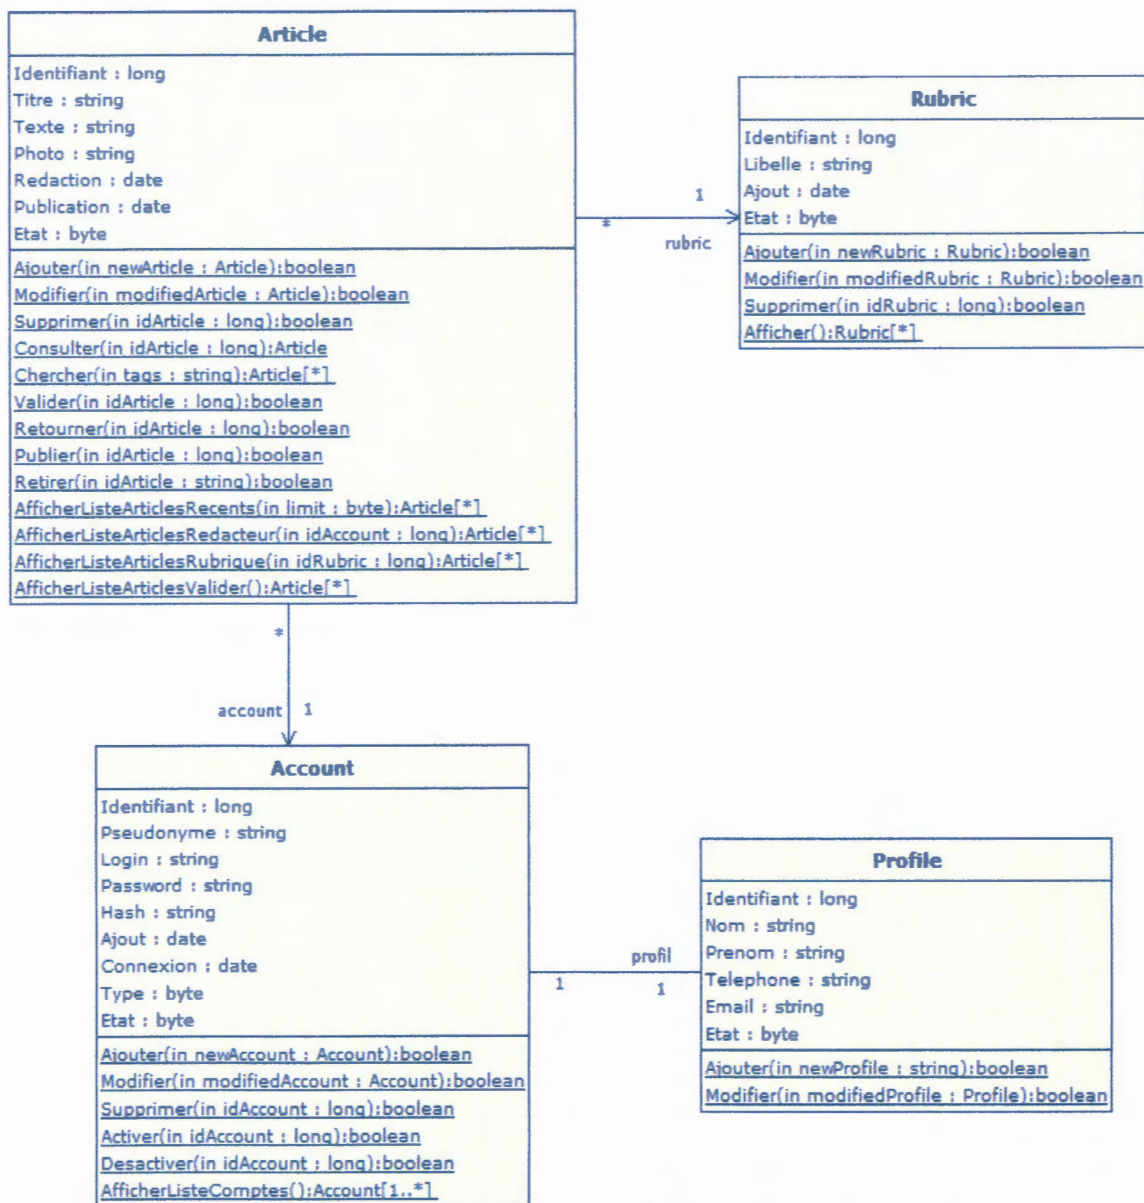 Article
Identifiant : long
Titre : string
Texte : string
Photo : string
Redaction : date
Publication : date
Etat : byte
Ajouter(in newArticle : Article):boolean
Modifier(in modifiedArticle : Article):boolean
Supprimer(in idArticle : long):boolean
Consulter(in idArticle : long):Article
Chercher(in tags : string):Article[*]
Valider(in idArticle : long):boolean
Retourner(in idArticle : long):boolean
Publier(in idArticle : long):boolean
Retirer(in idArticle : string):boolean
AfficherListeArticlesRecents(in limit : byte):Article[*]
AfficherListeArticlesRedacteur(in idAccount : long):Article[*]
AfficherListeArticlesRubrique(in idRubric : long):Article[*]
AfficherListeArticlesValider():Article[*]
* 1
rubric
Rubric
Identifiant : long
Libelle : string
Ajout : date
Etat : byte
Ajouter(in newRubric : Rubric):boolean
Modifier(in modifiedRubric : Rubric):boolean
Supprimer(in idRubric : long):boolean
Afficher():Rubric[*]
*
account 1
Account
Identifiant : long
Pseudonyme : string
Login : string
Password : string
Hash : string
Ajout : date
Connexion : date
Type : byte
Etat : byte
Ajouter(in newAccount : Account):boolean
Modifier(in modifiedAccount : Account):boolean
Supprimer(in idAccount : long):boolean
Activer(in idAccount : long):boolean
Desactiver(in idAccount : long):boolean
AfficherListeComptes():Account[1..*]
profil
1 1
Profile
Identifiant : long
Nom : string
Prenom : string
Telephone : string
Email : string
Etat : byte
Ajouter(in newProfile : string):boolean
Modifier(in modifiedProfile : Profile):boolean